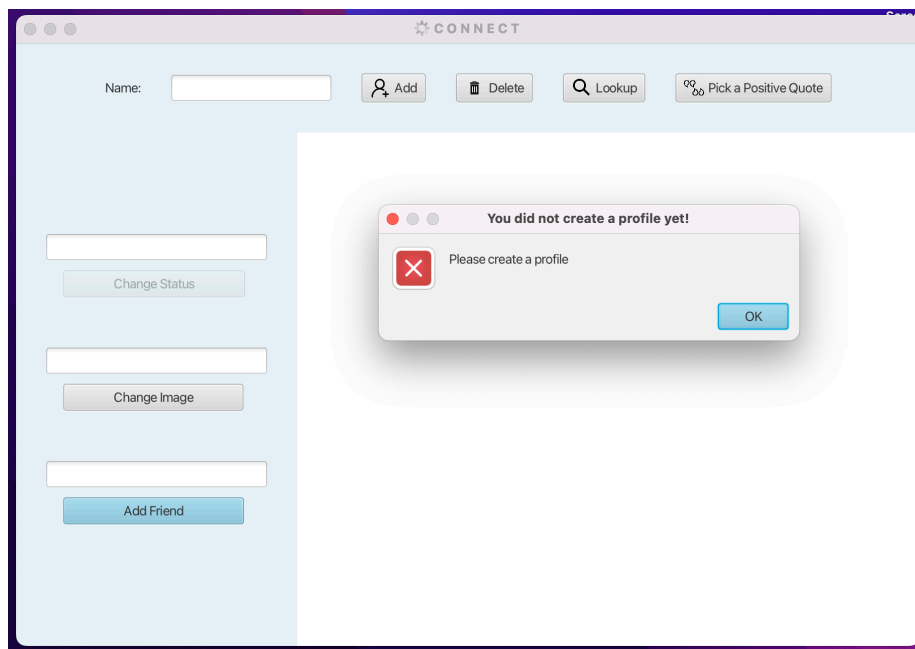 CONNECT
Name:
Add
Delete
Lookup
Pick a Positive Quote
You did not create a profile yet!
Please create a profile
OK
Change Status
Change Image
Add Friend